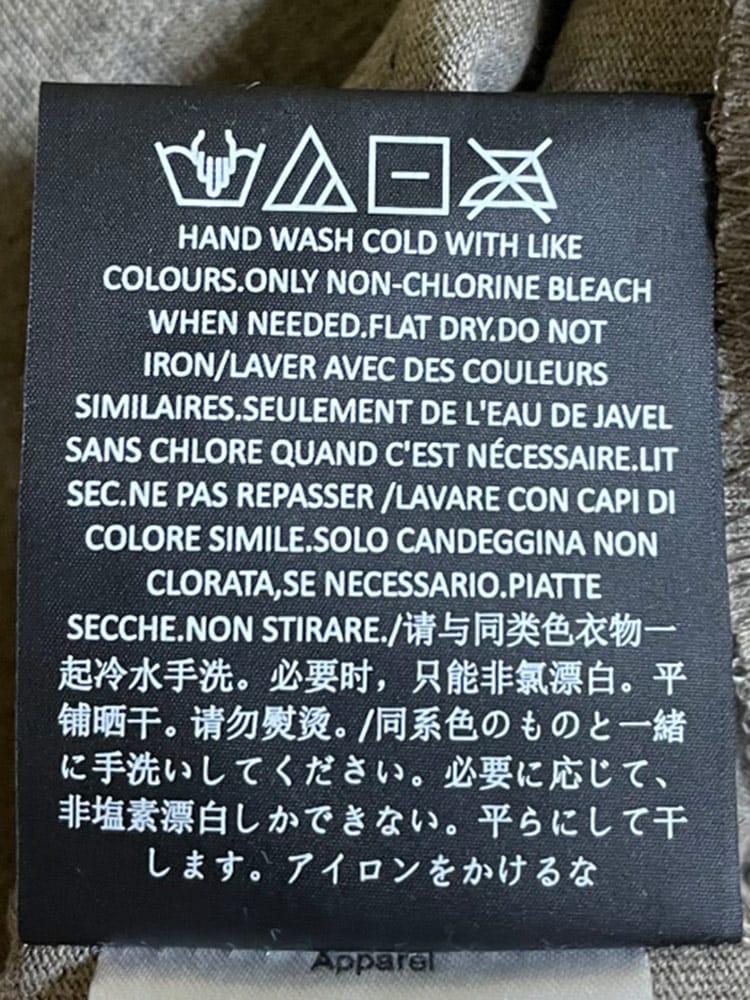 HAND WASH COLD WITH LIKE
COLOURS.ONLY NON-CHLORINE BLEACH
WHEN NEEDED.FLAT DRY.DO NOT
IRON/LAVER AVEC DES COULEURS
SIMILAIRES.SEULEMENT DE L'EAU DE JAVEL
SANS CHLORE QUAND C'EST NÉCESSAIRE.LIT
SEC.NE PAS REPASSER /LAVARE CON CAPI DI
COLORE SIMILE.SOLO CANDEGGINA NON
CLORATA,SE NECESSARIO.PIATTE
SECCHE.NON STIRARE./请与同类色衣物一
起冷水手洗。必要时，只能非氯漂白。平
铺晒干。请勿熨烫。/同系色のものと一緒
に手洗いしてください。必要に応じて、
非塩素漂白しかできない。平らにして干
します。アイロンをかけるな
Apparel